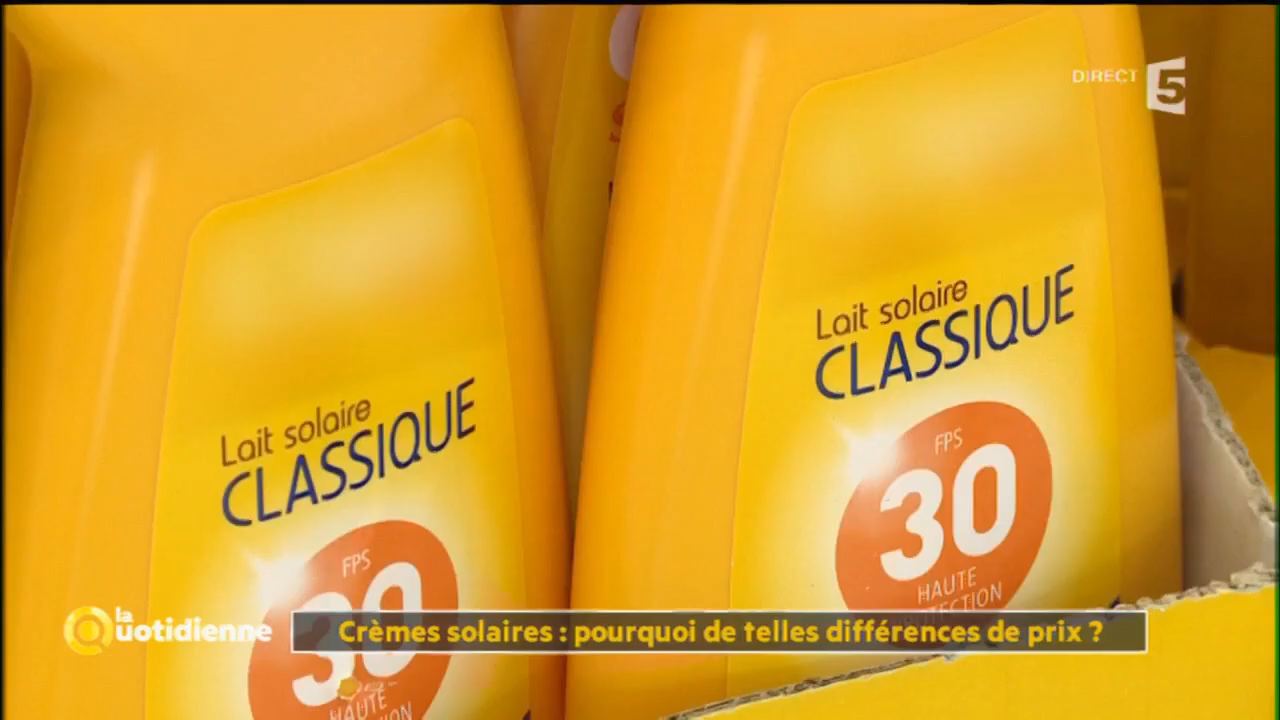 DIRECT 5
Lait solaire
CLASSIQUE
FPS
30
HAUTE
Lait solaire
CLASSIQUE
FPS
30
HAUTE
la
Quotidienne
Crèmes solaires : pourquoi de telles différences de prix ?